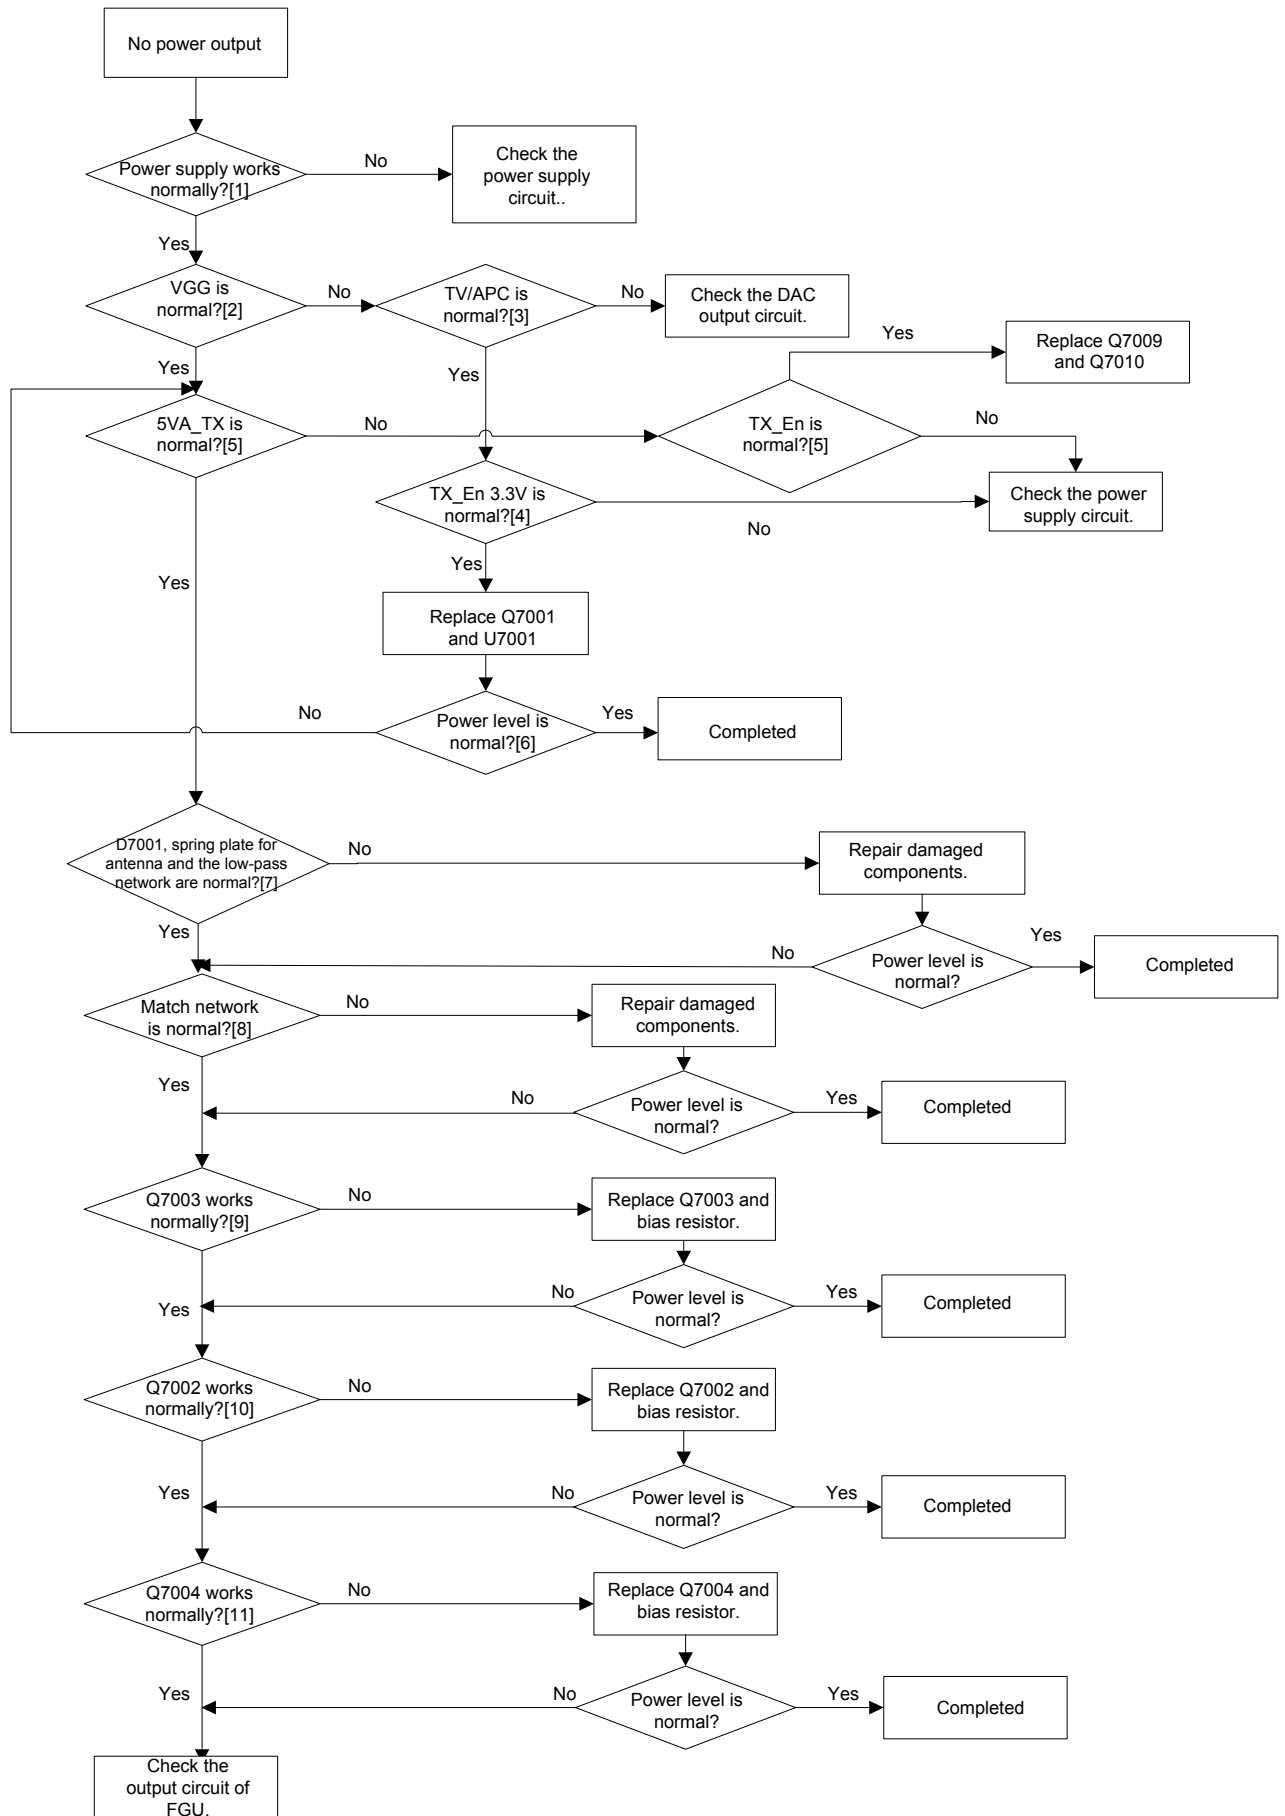 No power output
Power supply works
normally?[1]
No
Check the
power supply
circuit..
Yes
VGG is
normal?[2]
No
TV/APC is
normal?[3]
No
Check the DAC
output circuit.
Yes
Replace Q7009
and Q7010
Yes
Yes
5VA_TX is
normal?[5]
No
TX_En is
normal?[5]
No
TX_En 3.3V is
normal?[4]
No
Check the power
supply circuit.
Yes
Yes
Replace Q7001
and U7001
No
Power level is
normal?[6]
Yes
Completed
D7001, spring plate for
antenna and the low-pass
network are normal?[7]
No
Repair damaged
components.
Yes
No
Power level is
normal?
Yes
Completed
Match network
is normal?[8]
No
Repair damaged
components.
Yes
No
Power level is
normal?
Yes
Completed
Q7003 works
normally?[9]
No
Replace Q7003 and
bias resistor.
Yes
No
Power level is
normal?
Yes
Completed
Q7002 works
normally?[10]
No
Replace Q7002 and
bias resistor.
Yes
No
Power level is
normal?
Yes
Completed
Q7004 works
normally?[11]
No
Replace Q7004 and
bias resistor.
Yes
No
Power level is
normal?
Yes
Completed
Check the
output circuit of
FGU.